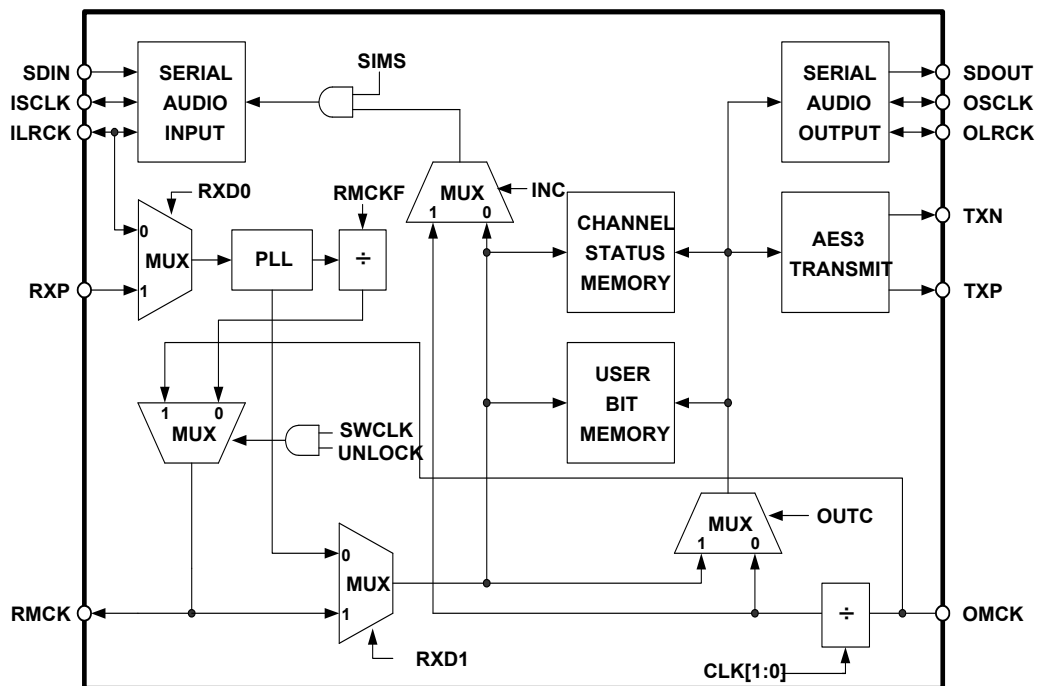 SDIN
ISCLK
ILRCK
SERIAL
AUDIO
INPUT
SIMS
SERIAL
AUDIO
OUTPUT
SDOUT
OSCLK
OLRCK
RXD0
RMCKF
MUX
1 0
INC
CHANNEL
STATUS
MEMORY
AES3
TRANSMIT
TXN
TXP
RXP
0
MUX
1
PLL
÷
1 0
MUX
SWCLK
UNLOCK
USER
BIT
MEMORY
MUX
1 0
OUTC
0
MUX
1
RXD1
RMCK
÷
OMCK
CLK[1:0]